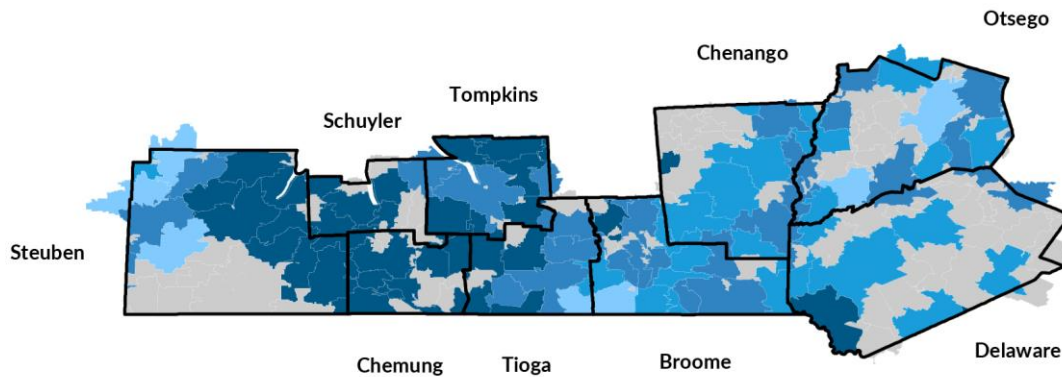 Otsego
Chenango
Tompkins
Schuyler
Steuben
Chemung
Tioga
Broome
Delaware